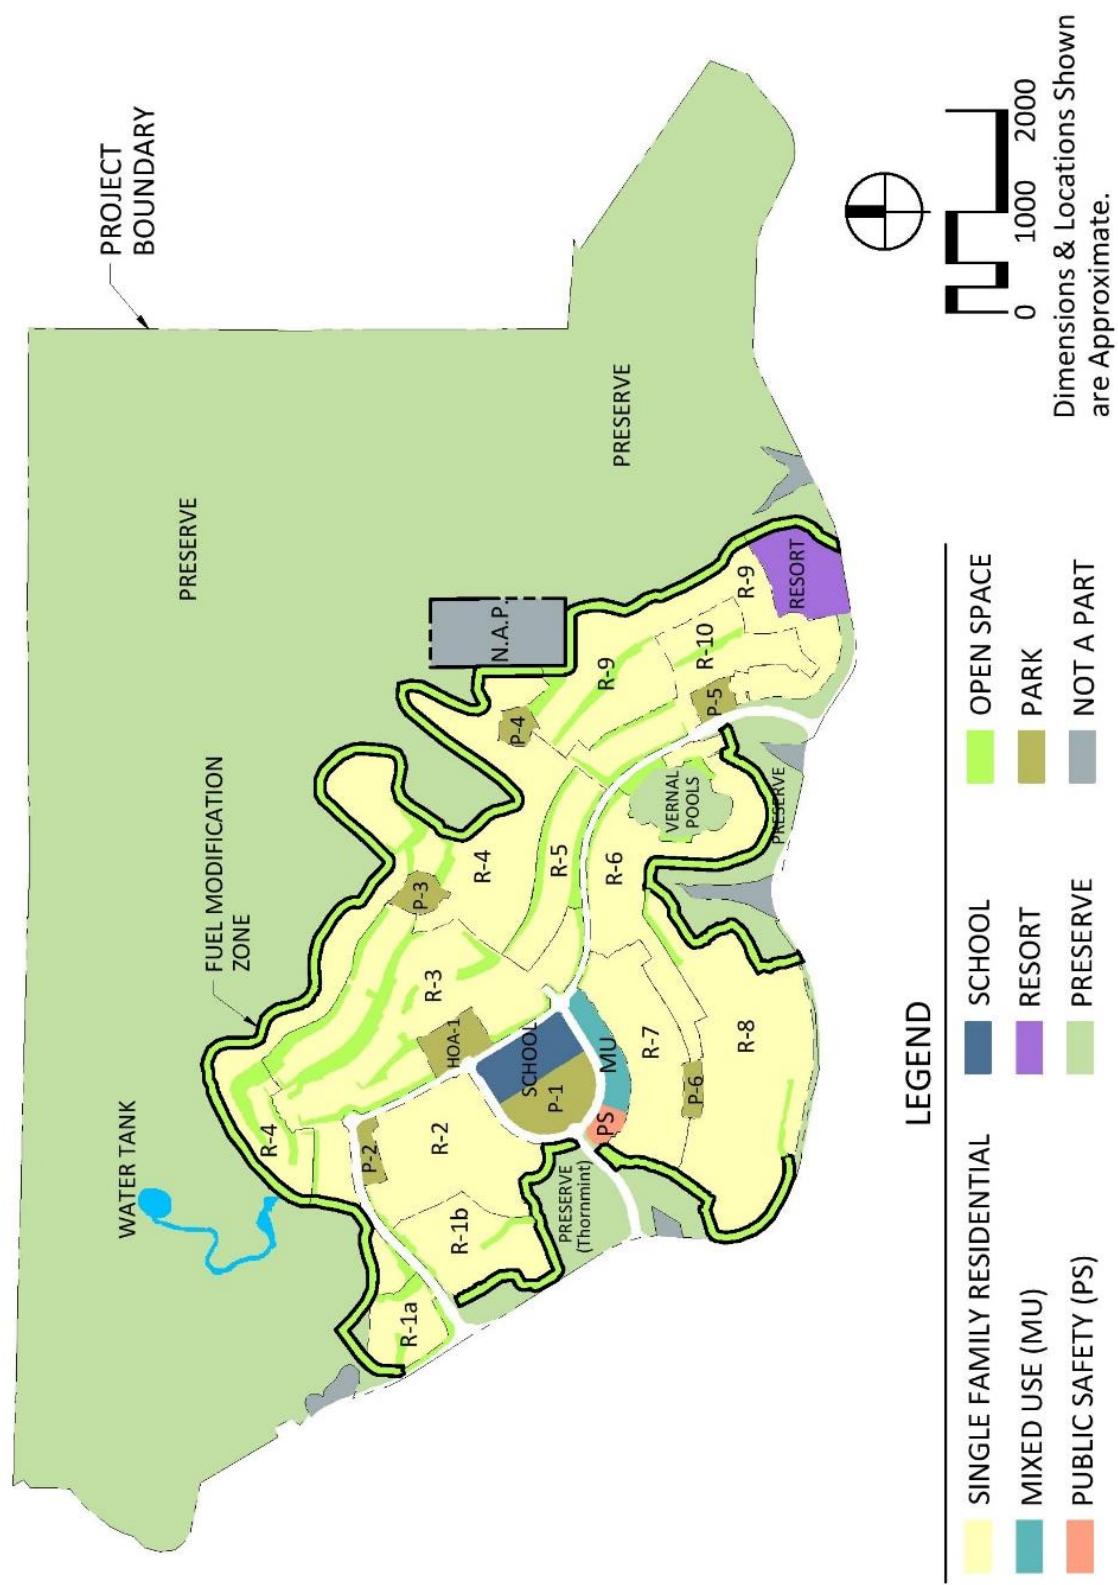 PROJECT
BOUNDARY
PRESERVE
PRESERVE
FUEL MODIFICATION
ZONE
WATER TANK
N.A.P.
R-4
P-3
P-4
R-9
R-9
R-10
RESORT
P-5
R-4
R-5
R-6
VERNAL
POOLS
PRESERVE
R-3
HOA-1
SCHOOL
P-1
MU
PS
R-7
P-6
R-8
P-2
R-2
R-1b
R-1a
PRESERVE
(Thornmint)
0 1000 2000
Dimensions & Locations Shown
are Approximate.
LEGEND
SINGLE FAMILY RESIDENTIAL
SCHOOL
OPEN SPACE
MIXED USE (MU)
RESORT
PARK
PUBLIC SAFETY (PS)
PRESERVE
NOT A PART